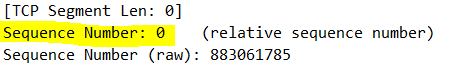 [TCP Segment Len: 0]
Sequence Number: 0    (relative sequence number)
Sequence Number (raw): 883061785